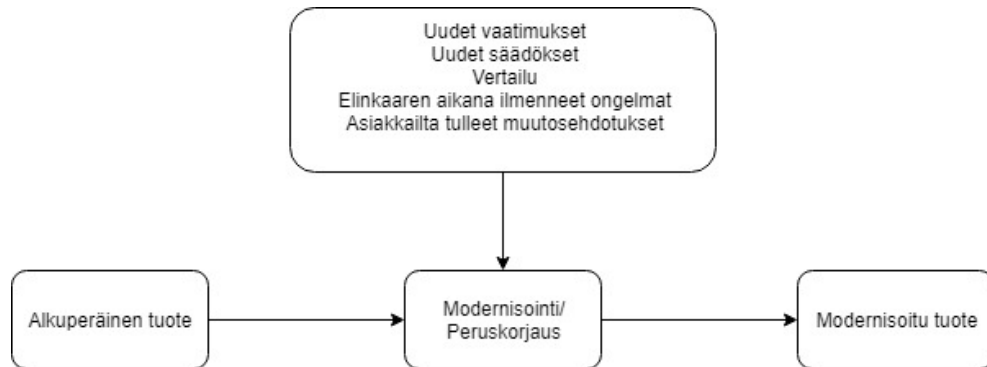 Uudet vaatimukset
Uudet säädökset
Vertailu
Elinkaaren aikana ilmenneet ongelmat
Asiakkailta tulleet muutosehdotukset
Alkuperäinen tuote
Modernisointi/
Peruskorjaus
Modernisoitu tuote